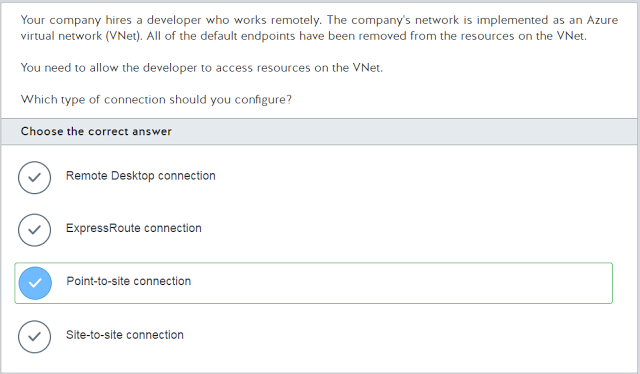 Your company hires a developer who works remotely. The company's network is implemented as an Azure
virtual network (VNet). All of the default endpoints have been removed from the resources on the VNet.
You need to allow the developer to access resources on the VNet.
Which type of connection should you configure?
Choose the correct answer
Remote Desktop connection
ExpressRoute connection
Point-to-site connection
Site-to-site connection